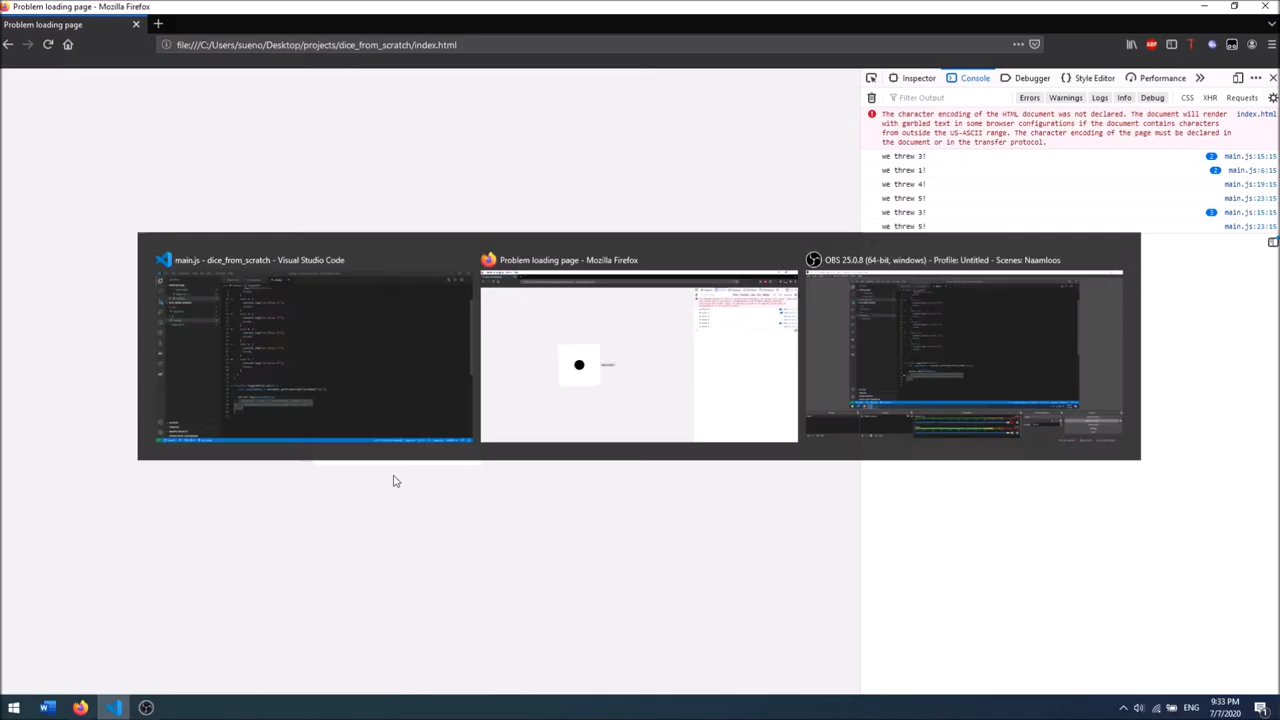 Problem loading page - Mozilla Firefox
Problem loading page
file:///C:/Users/sueno/Desktop/projects/dice_from_scratch/index.html
ABP
Inspector Console Debugger Style Editor Performance
Filter Output Errors Warnings Logs Info Debug CSS XHR Requests
The character encoding of the HTML document was not declared. The document will render index.html
with garbled text in some browser configurations if the document contains characters
from outside the US-ASCII range. The character encoding of the page must be declared in
the document or in the transfer protocol.
we threw 3! 2 main.js:15:15
we threw 1! 2 main.js:6:15
we threw 4! main.js:19:15
we threw 5! main.js:23:15
we threw 3! 3 main.js:15:15
we threw 5! main.js:23:15
main.js - dice_from_scratch - Visual Studio Code
Problem loading page - Mozilla Firefox
OBS 25.0.8 (64-bit, windows) - Profile: Untitled - Scenes: Naamloos
ENG
9:33 PM
7/7/2020
1